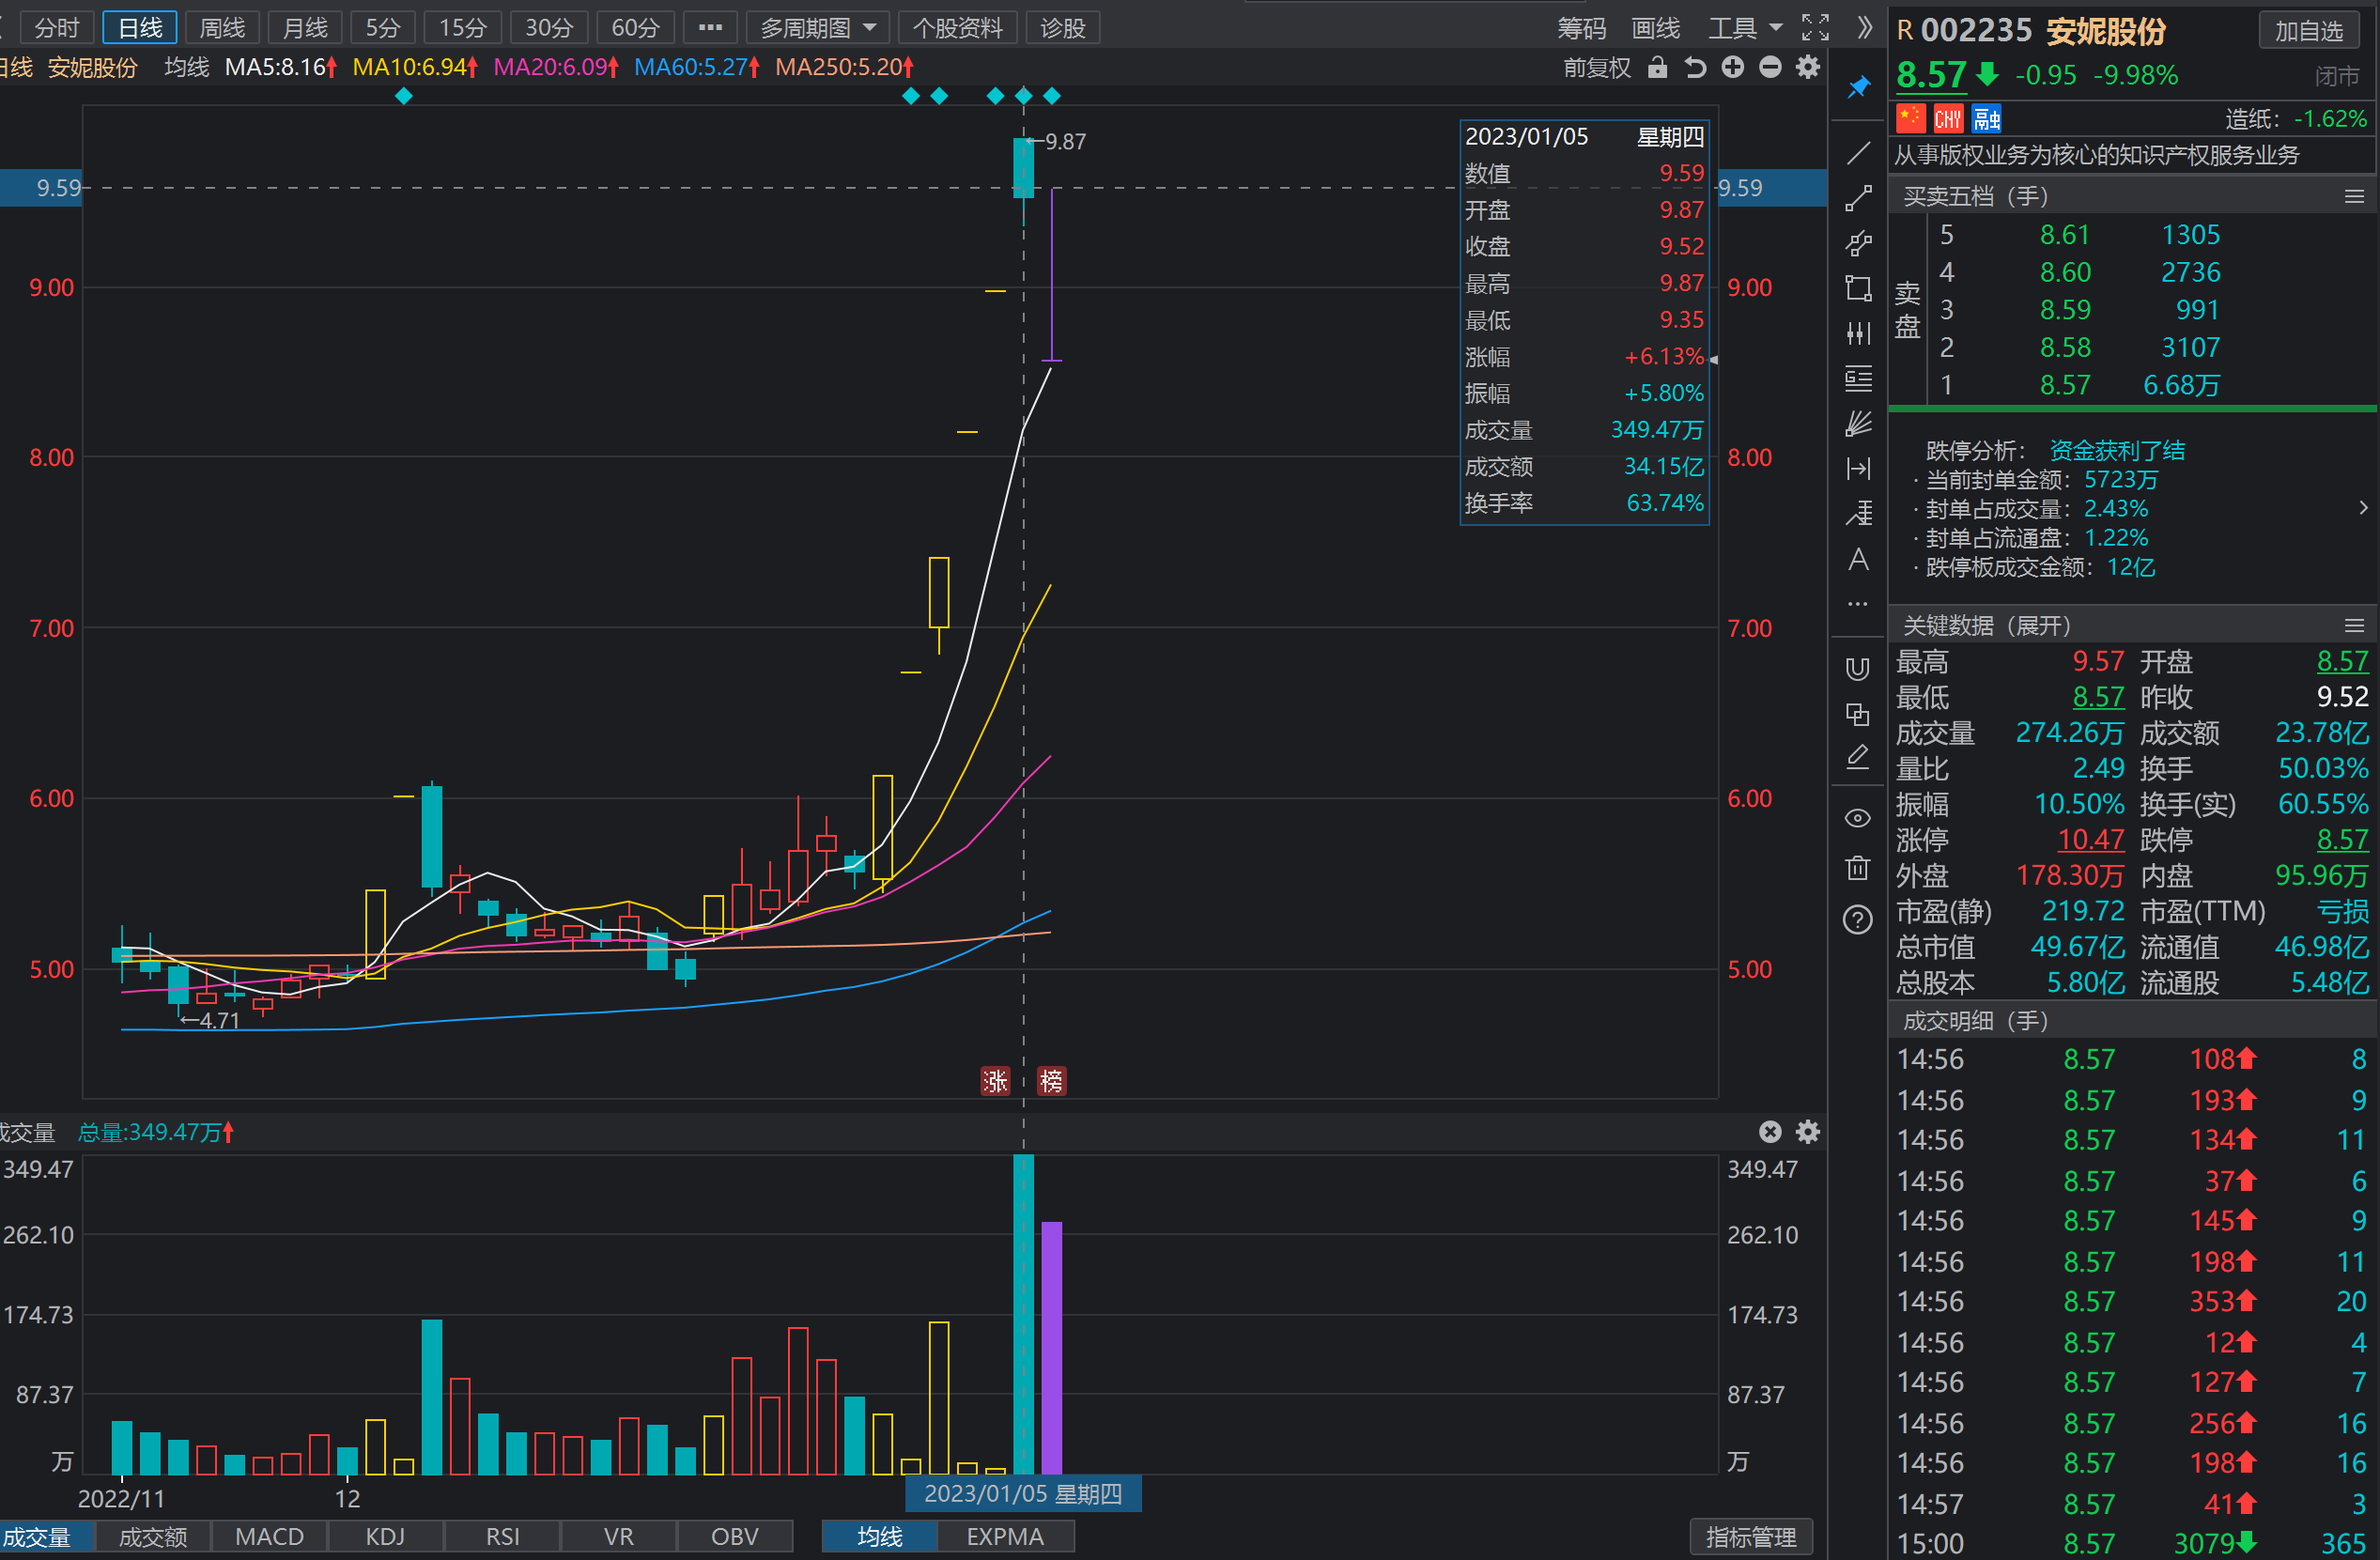 分时 日线 周线 月线 5分 15分 30分 60分 ··· 多周期图 个股资料 诊股 筹码 画线 工具
日线 安妮股份 均线 MA5:8.16 MA10:6.94 MA20:6.09 MA60:5.27 MA250:5.20 前复权
9.87
9.59
9.59
9.00
9.00
8.00
8.00
7.00
7.00
6.00
6.00
5.00
5.00
4.71
2023/01/05 星期四
数值 9.59
开盘 9.87
收盘 9.52
最高 9.87
最低 9.35
涨幅 +6.13%
振幅 +5.80%
成交量 349.47万
成交额 34.15亿
换手率 63.74%
A
涨 榜
成交量 总量:349.47万
349.47 349.47
262.10 262.10
174.73 174.73
87.37 87.37
万 万
2022/11 12 2023/01/05 星期四
成交量 成交额 MACD KDJ RSI VR OBV 均线 EXPMA 指标管理
R 002235 安妮股份 加自选
8.57 -0.95 -9.98% 闭市
CNY 融 造纸: -1.62%
从事版权业务为核心的知识产权服务业务
买卖五档（手）
卖盘
5 8.61 1305
4 8.60 2736
3 8.59 991
2 8.58 3107
1 8.57 6.68万
跌停分析: 资金获利了结
·当前封单金额: 5723万
·封单占成交量: 2.43%
·封单占流通盘: 1.22%
·跌停板成交金额: 12亿
关键数据（展开）
最高 9.57 开盘 8.57
最低 8.57 昨收 9.52
成交量 274.26万 成交额 23.78亿
量比 2.49 换手 50.03%
振幅 10.50% 换手(实) 60.55%
涨停 10.47 跌停 8.57
外盘 178.30万 内盘 95.96万
市盈(静) 219.72 市盈(TTM) 亏损
总市值 49.67亿 流通值 46.98亿
总股本 5.80亿 流通股 5.48亿
成交明细（手）
14:56 8.57 108 8
14:56 8.57 193 9
14:56 8.57 134 11
14:56 8.57 37 6
14:56 8.57 145 9
14:56 8.57 198 11
14:56 8.57 353 20
14:56 8.57 12 4
14:56 8.57 127 7
14:56 8.57 256 16
14:56 8.57 198 16
14:57 8.57 41 3
15:00 8.57 3079 365